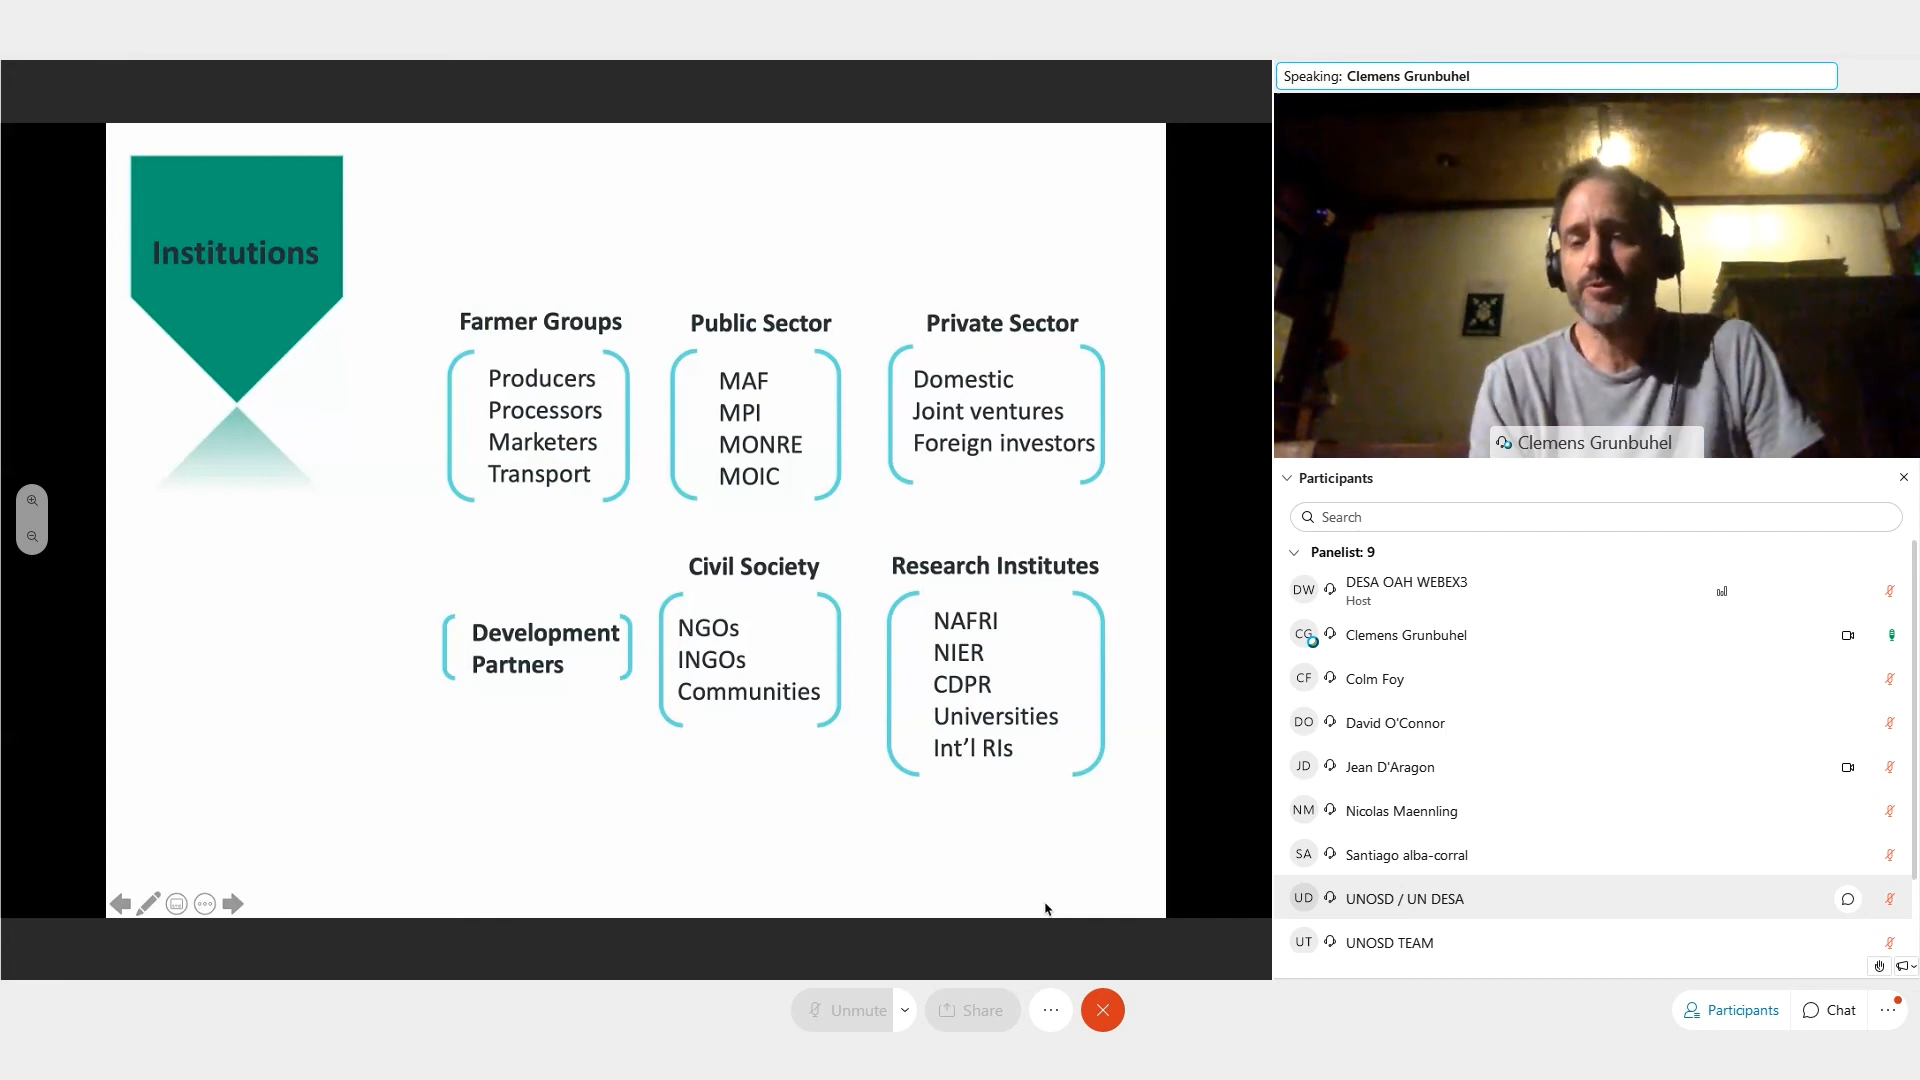 Speaking: Clemens Grunbuhel
Institutions
Farmer Groups
Producers
Processors
Marketers
Transport
Public Sector
MAF
MPI
MONRE
MOIC
Private Sector
Domestic
Joint ventures
Foreign investors
Development
Partners
Civil Society
NGOs
INGOs
Communities
Research Institutes
NAFRI
NIER
CDPR
Universities
Int’l RIs
Clemens Grunbuhel
Participants
Search
Panelist: 9
DW DESA OAH WEBEX3
Host
CG Clemens Grunbuhel
CF Colm Foy
DO David O'Connor
JD Jean D'Aragon
NM Nicolas Maennling
SA Santiago alba-corral
UD UNOSD / UN DESA
UT UNOSD TEAM
Unmute
Share
Participants
Chat